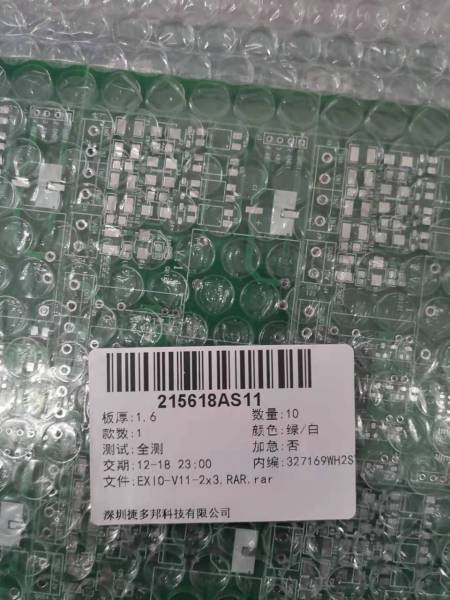 215618AS11
板厚:1.6 数量:10
款数:1 颜色:绿/白
测试:全测 加急:否
交期:12-18 23:00 内编:327169WH2S
文件:EXIO-V11-2x3.RAR.rar
深圳捷多邦科技有限公司